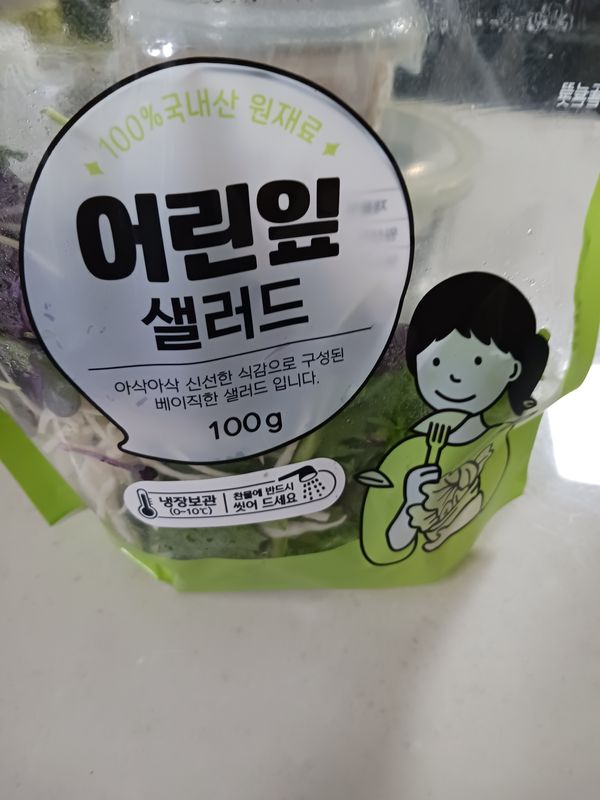 100%국내산 원재료
어린잎
샐러드
아삭아삭 신선한 식감으로 구성된
베이직한 샐러드 입니다.
100g
냉장보관
(0~10℃)
찬물에 반드시
씻어 드세요